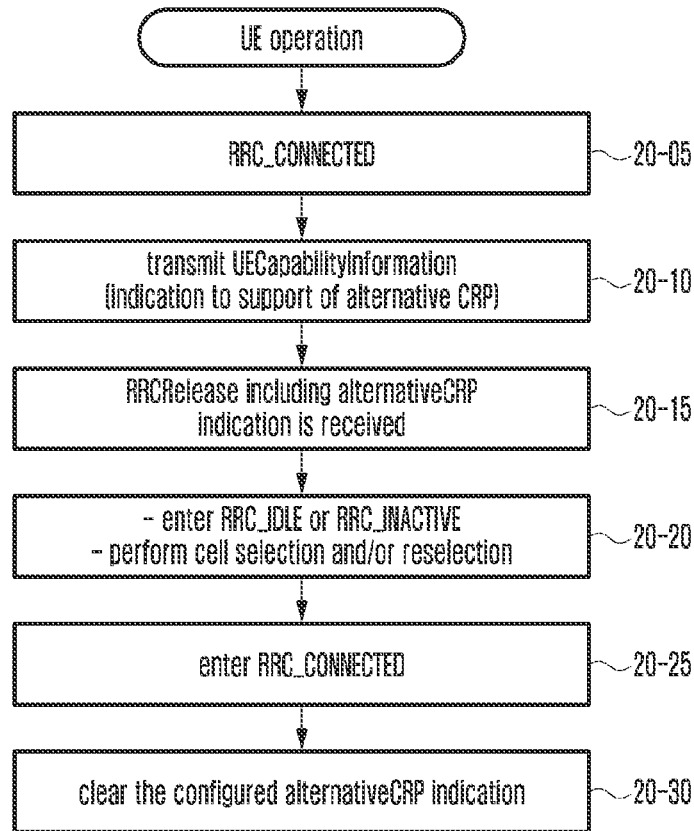 UE operation
RRC_CONNECTED
20-05
transmit UECapabilityInformation
(indication to support of alternative CRP)
20-10
RRCRelease including alternativeCRP
indication is received
20-15
- enter RRC_IDLE or RRC_INACTIVE
- perform cell selection and/or reselection
20-20
enter RRC_CONNECTED
20-25
clear the configured alternativeCRP indication
20-30